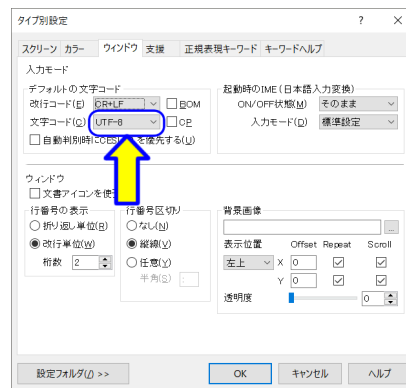 タイプ別設定 ? ×
スクリーン カラー ウィンドウ 支援 正規表現キーワード キーワードヘルプ
入力モード
デフォルトの文字コード
改行コード(E) CR+LF BOM
文字コード(C) UTF-8 CP
自動判別時にCESU を優先する(U)
起動時のIME(日本語入力変換)
ON/OFF状態(M) そのまま
入力モード(D) 標準設定
ウィンドウ
文書アイコンを使
行番号の表示
折り返し単位(R)
改行単位(W)
桁数 2
行番号区切り
なし(N)
縦線(V)
任意(Y)
半角(S) :
背景画像
...
表示位置 Offset Repeat Scroll
左上 X 0
Y 0
透明度 0
設定フォルダ(/) >> OK キャンセル ヘルプ